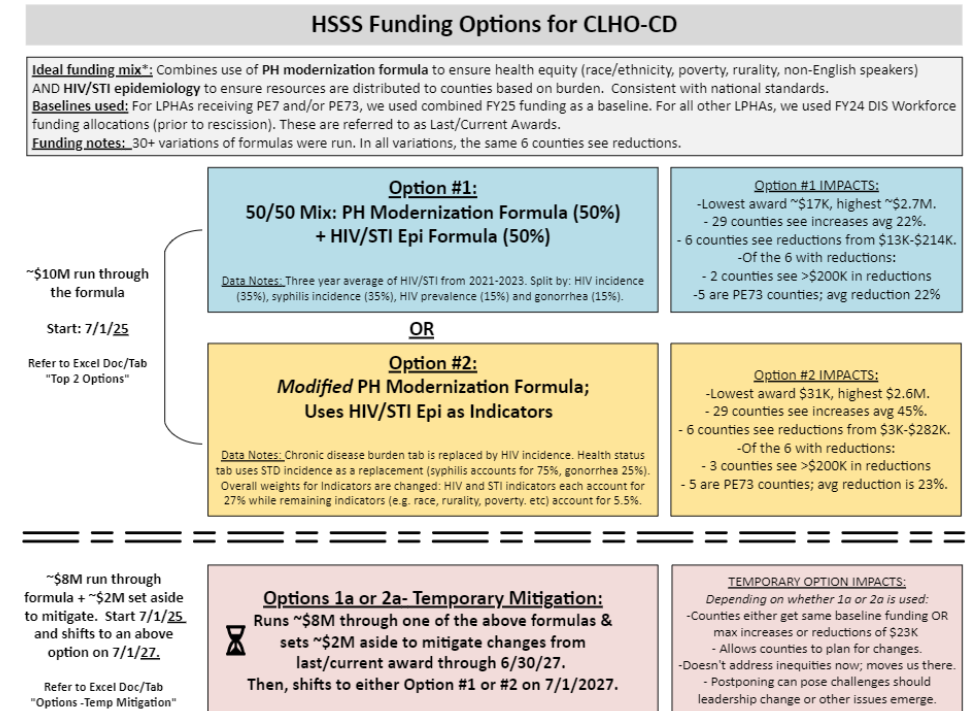 HSSS Funding Options for CLHO-CD
Ideal funding mix*: Combines use of PH modernization formula to ensure health equity (race/ethnicity, poverty, rurality, non-English speakers)
AND HIV/STI epidemiology to ensure resources are distributed to counties based on burden. Consistent with national standards.
Baselines used: For LPHAs receiving PE7 and/or PE73, we used combined FY25 funding as a baseline. For all other LPHAs, we used FY24 DIS Workforce
funding allocations (prior to rescission). These are referred to as Last/Current Awards.
Funding notes: 30+ variations of formulas were run. In all variations, the same 6 counties see reductions.
~$10M run through
the formula
Start: 7/1/25
Refer to Excel Doc/Tab
"Top 2 Options"
Option #1:
50/50 Mix: PH Modernization Formula (50%)
+ HIV/STI Epi Formula (50%)
Data Notes: Three year average of HIV/STI from 2021-2023. Split by: HIV incidence
(35%), syphilis incidence (35%), HIV prevalence (15%) and gonorrhea (15%).
Option #1 IMPACTS:
-Lowest award ~$17K, highest ~$2.7M.
- 29 counties see increases avg 22%.
- 6 counties see reductions from $13K-$214K.
-Of the 6 with reductions:
- 2 counties see >$200K in reductions
-5 are PE73 counties; avg reduction 22%
OR
Option #2:
Modified PH Modernization Formula;
Uses HIV/STI Epi as Indicators
Data Notes: Chronic disease burden tab is replaced by HIV incidence. Health status
tab uses STD incidence as a replacement (syphilis accounts for 75%, gonorrhea 25%).
Overall weights for Indicators are changed: HIV and STI indicators each account for
27% while remaining indicators (e.g. race, rurality, poverty. etc) account for 5.5%.
Option #2 IMPACTS:
-Lowest award $31K, highest $2.6M.
- 29 counties see increases avg 45%.
- 6 counties see reductions from $3K-$282K.
-Of the 6 with reductions:
- 3 counties see >$200K in reductions
- 5 are PE73 counties; avg reduction is 23%.
~$8M run through
formula + ~$2M set aside
to mitigate. Start 7/1/25
and shifts to an above
option on 7/1/27.
Refer to Excel Doc/Tab
"Options -Temp Mitigation"
Options 1a or 2a- Temporary Mitigation:
Runs ~$8M through one of the above formulas &
sets ~$2M aside to mitigate changes from
last/current award through 6/30/27.
Then, shifts to either Option #1 or #2 on 7/1/2027.
TEMPORARY OPTION IMPACTS:
Depending on whether 1a or 2a is used:
-Counties either get same baseline funding OR
max increases or reductions of $23K
- Allows counties to plan for changes.
-Doesn't address inequities now; moves us there.
- Postponing can pose challenges should
leadership change or other issues emerge.